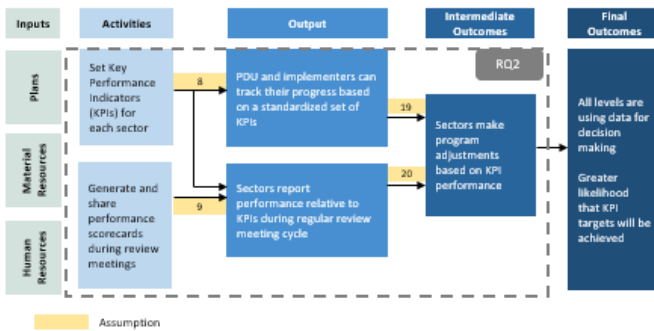 Inputs
Activities
Output
Intermediate
Outcomes
Final
Outcomes
RQ2
Plans
Material
Resources
Human
Resources
Set Key
Performance
Indicators
(KPIs) for
each sector
Generate and
share
performance
scorecards
during review
meetings
8
9
PDU and implementers can
track their progress based
on a standardized set of
KPIs
Sectors report
performance relative to
KPIs during regular review
meeting cycle
19
20
Sectors make
program
adjustments
based on KPI
performance
All levels are
using data for
decision
making
Greater
likelihood
that KPI
targets will be
achieved
Assumption